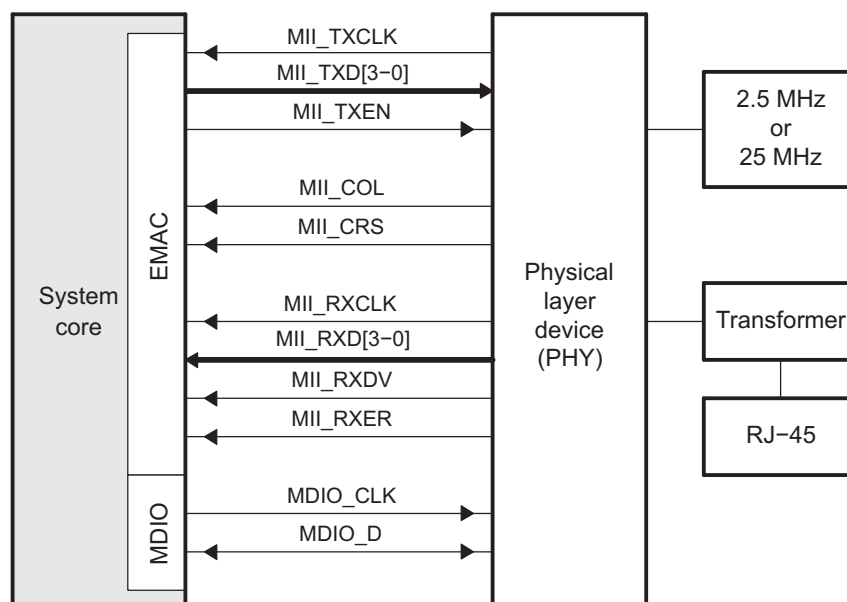 System
core
EMAC
MDIO
MII_TXCLK
MII_TXD[3−0]
MII_TXEN
MII_COL
MII_CRS
MII_RXCLK
MII_RXD[3−0]
MII_RXDV
MII_RXER
MDIO_CLK
MDIO_D
Physical
layer
device
(PHY)
2.5 MHz
or
25 MHz
Transformer
RJ−45